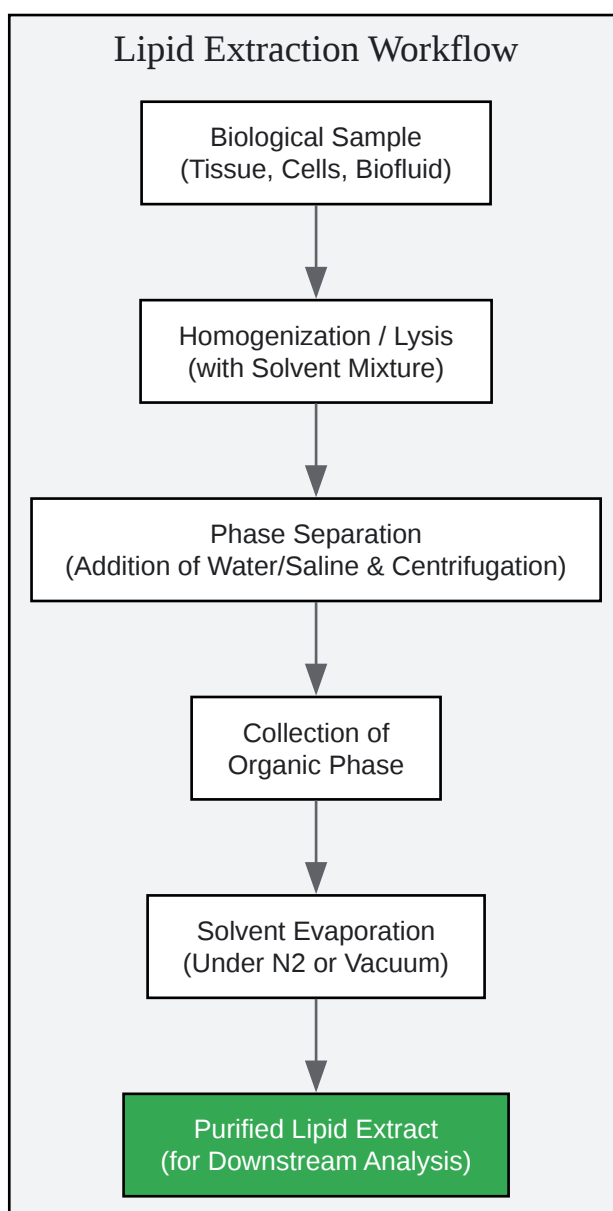 Lipid Extraction Workflow
Biological Sample
(Tissue, Cells, Biofluid)
Homogenization / Lysis
(with Solvent Mixture)
Phase Separation
(Addition of Water/Saline & Centrifugation)
Collection of
Organic Phase
Solvent Evaporation
(Under N2 or Vacuum)
Purified Lipid Extract
(for Downstream Analysis)